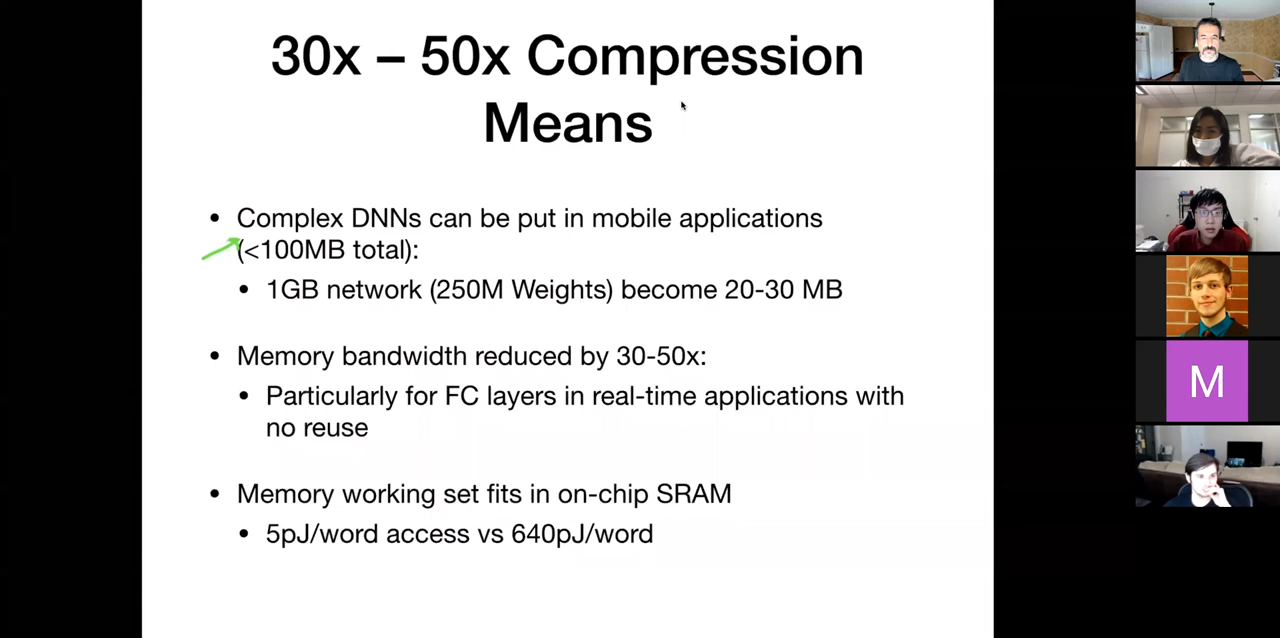 30x – 50x Compression
Means
• Complex DNNs can be put in mobile applications
(<100MB total):
• 1GB network (250M Weights) become 20-30 MB
• Memory bandwidth reduced by 30-50x:
• Particularly for FC layers in real-time applications with
no reuse
• Memory working set fits in on-chip SRAM
• 5pJ/word access vs 640pJ/word
M